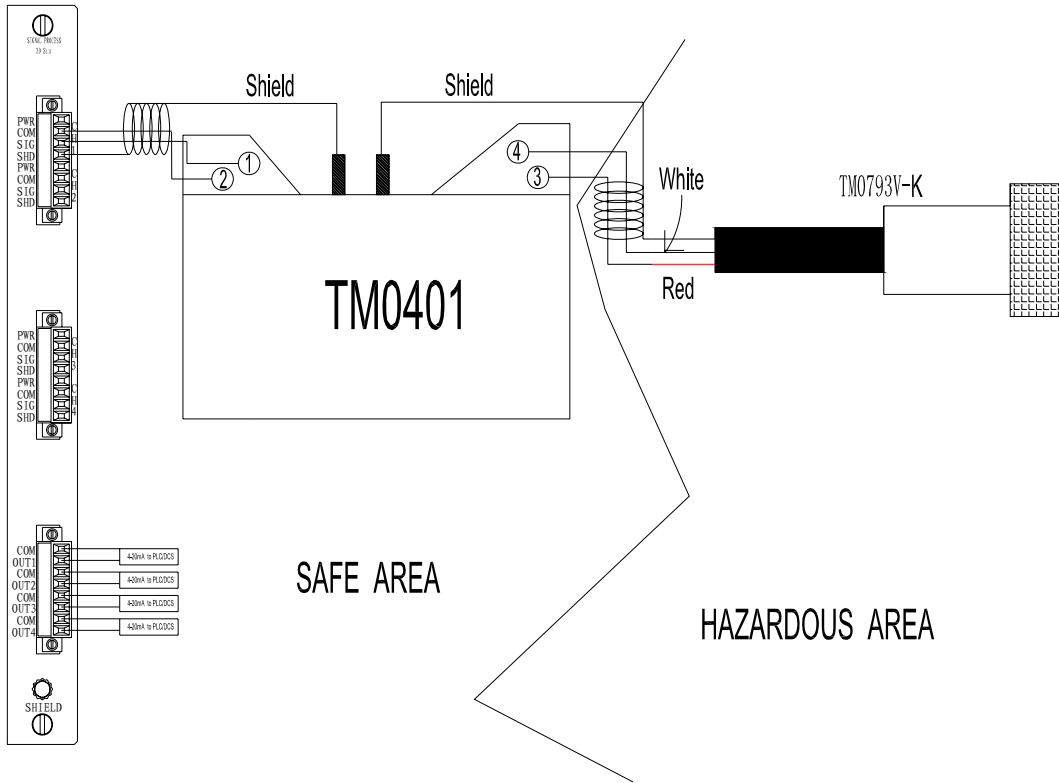 SIGNAL PROCESS
Shield
Shield
PWR
COM
SIG
SHD
PWR
COM
SIG
SHD
CH1
CH2
1
2
4
3
White
Red
TM0793V-K
TM0401
PWR
COM
SIG
SHD
PWR
COM
SIG
SHD
CH3
CH4
COM
OUT1
COM
OUT2
COM
OUT3
COM
OUT4
4-20mA to PLC/DCS
4-20mA to PLC/DCS
4-20mA to PLC/DCS
4-20mA to PLC/DCS
SAFE AREA
HAZARDOUS AREA
SHIELD